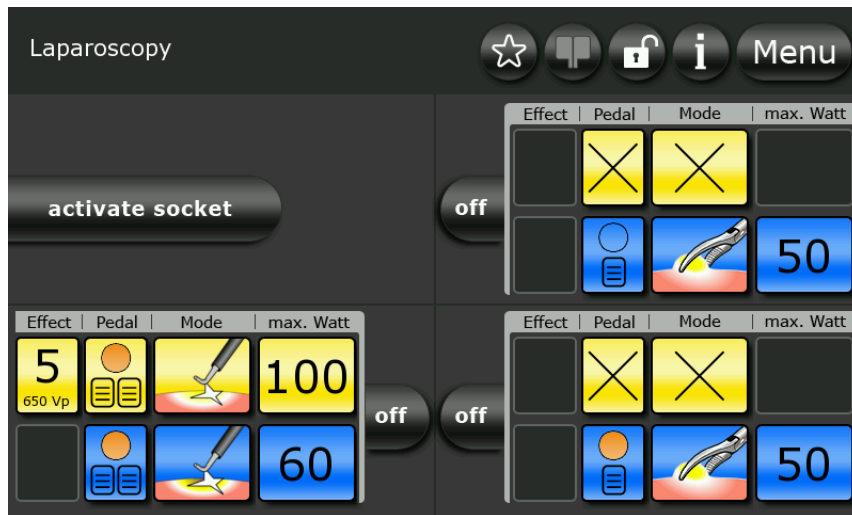 Laparoscopy
i
Menu
activate socket
off
Effect | Pedal | Mode | max. Watt
50
Effect | Pedal | Mode | max. Watt
5
650 Vp
100
60
off
off
Effect | Pedal | Mode | max. Watt
50